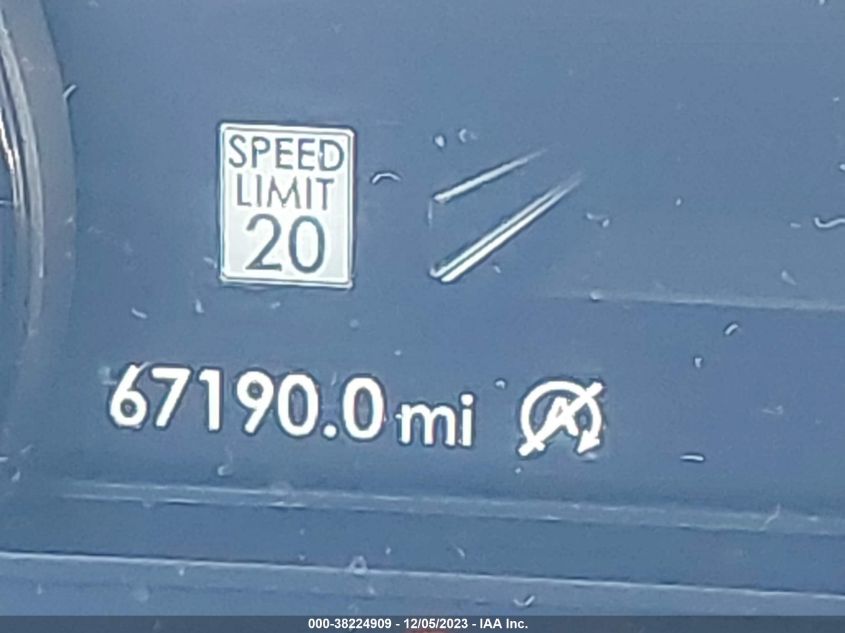 SPEED
LIMIT
20
67190.0 mi
A
000-38224909 - 12/05/2023 - IAA Inc.